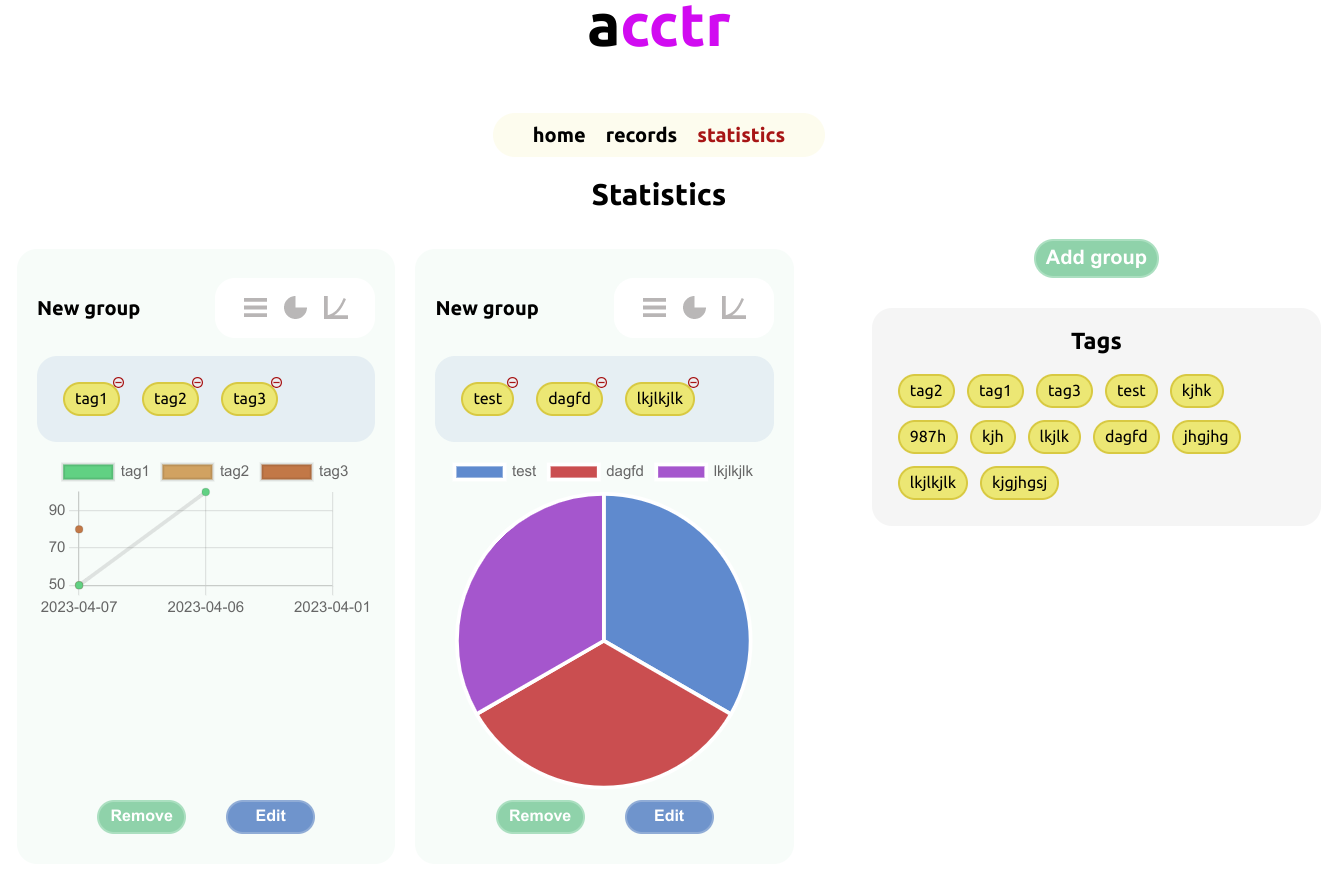 acctr
home records statistics
Statistics
New group
tag1 tag2 tag3
tag1 tag2 tag3
90
70
50
2023-04-07 2023-04-06 2023-04-01
Remove Edit
New group
test dagfd lkjlkjlk
test dagfd lkjlkjlk
Remove Edit
Add group
Tags
tag2 tag1 tag3 test kjhk
987h kjh lkjlk dagfd jhgjhg
lkjlkjlk kjgjhgsj